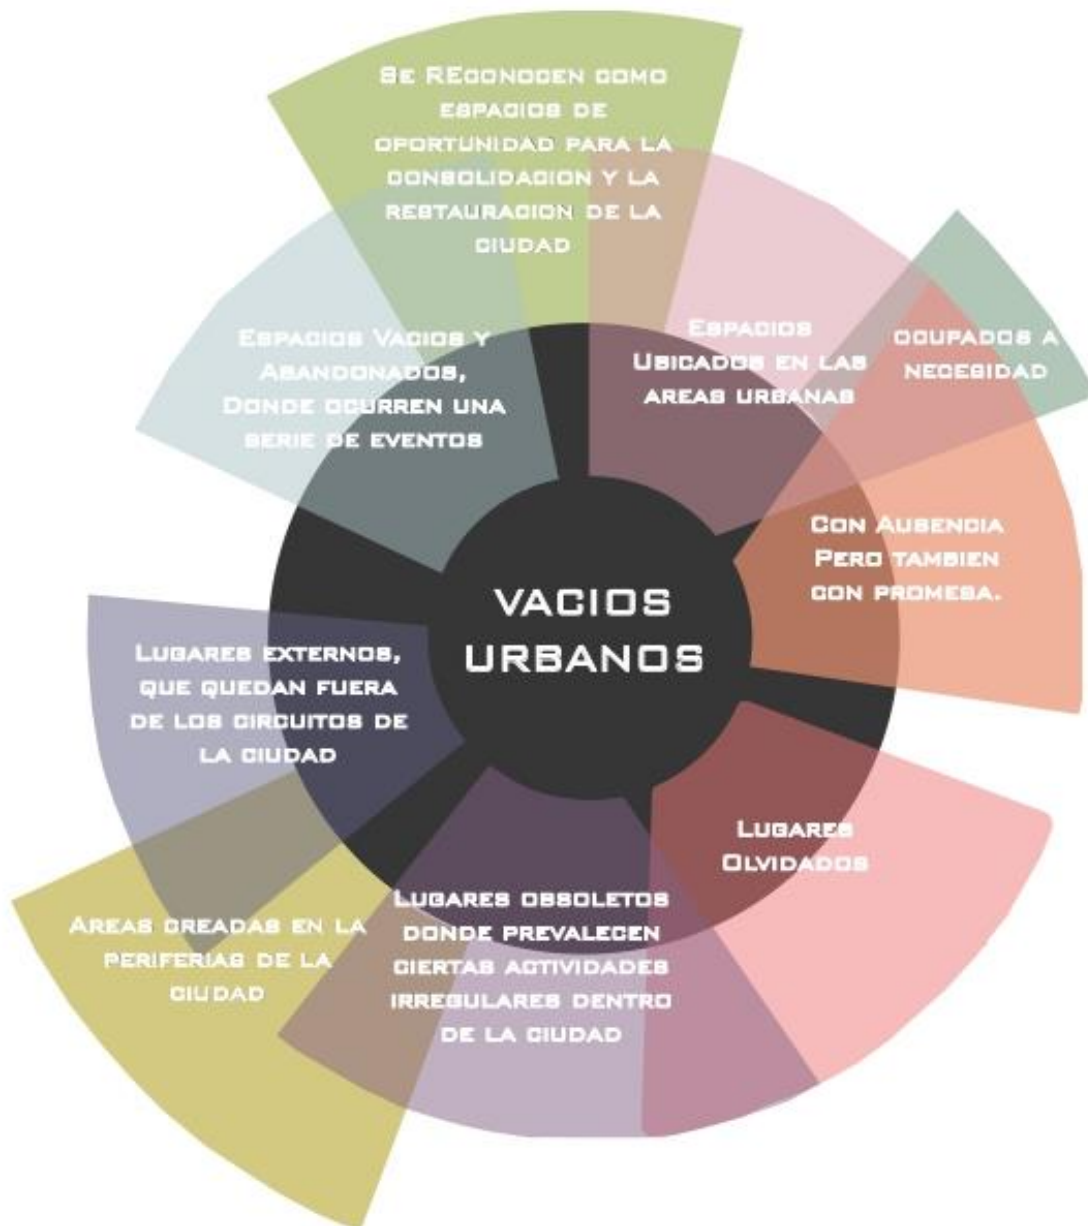 Se REconocen como
espacios de
oportunidad para la
consolidacion y la
restauracion de la
ciudad
Espacios
Ubicados en las
areas urbanas
ocupados a
necesidad
Con Ausencia
Pero tambien
con promesa.
Lugares
Olvidados
Lugares obsoletos
donde prevalecen
ciertas actividades
irregulares dentro
de la ciudad
Areas creadas en la
periferias de la
ciudad
Lugares externos,
que quedan fuera
de los circuitos de
la ciudad
Espacios Vacios y
Abandonados,
Donde ocurren una
serie de eventos
VACIOS
URBANOS